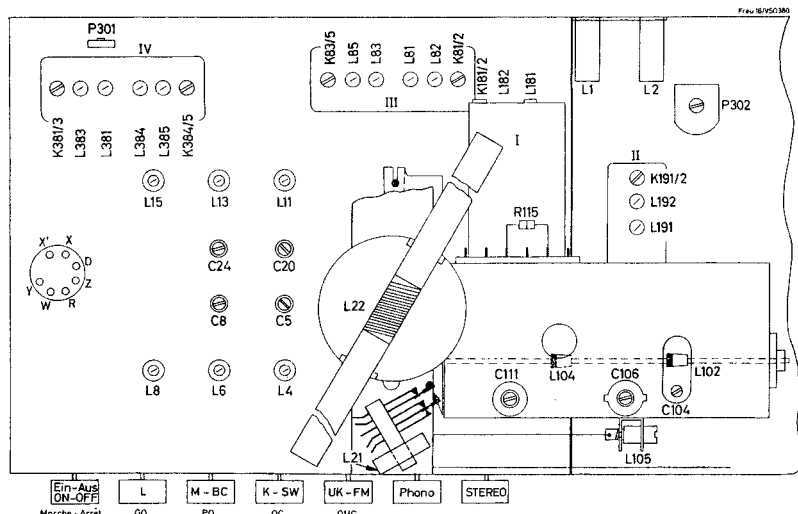 Freu 16/VS0380
P301
IV
K381/3
L383
L381
L384
L385
K384/5
K83/5
L85
L83
L81
L82
K81/2
III
K181/2
L182
L181
I
L1
L2
P302
II
K191/2
L192
L191
L15
L13
L11
R115
X'
X
D
Z
R
W
Y
C24
C20
C8
C5
L22
L8
L6
L4
C111
L104
C106
L102
C104
L105
L21
Ein-Aus
ON-OFF
L
M-BC
K-SW
UK-FM
Phono
STEREO
Marche-Arrêt
GO
PO
OC
OUC